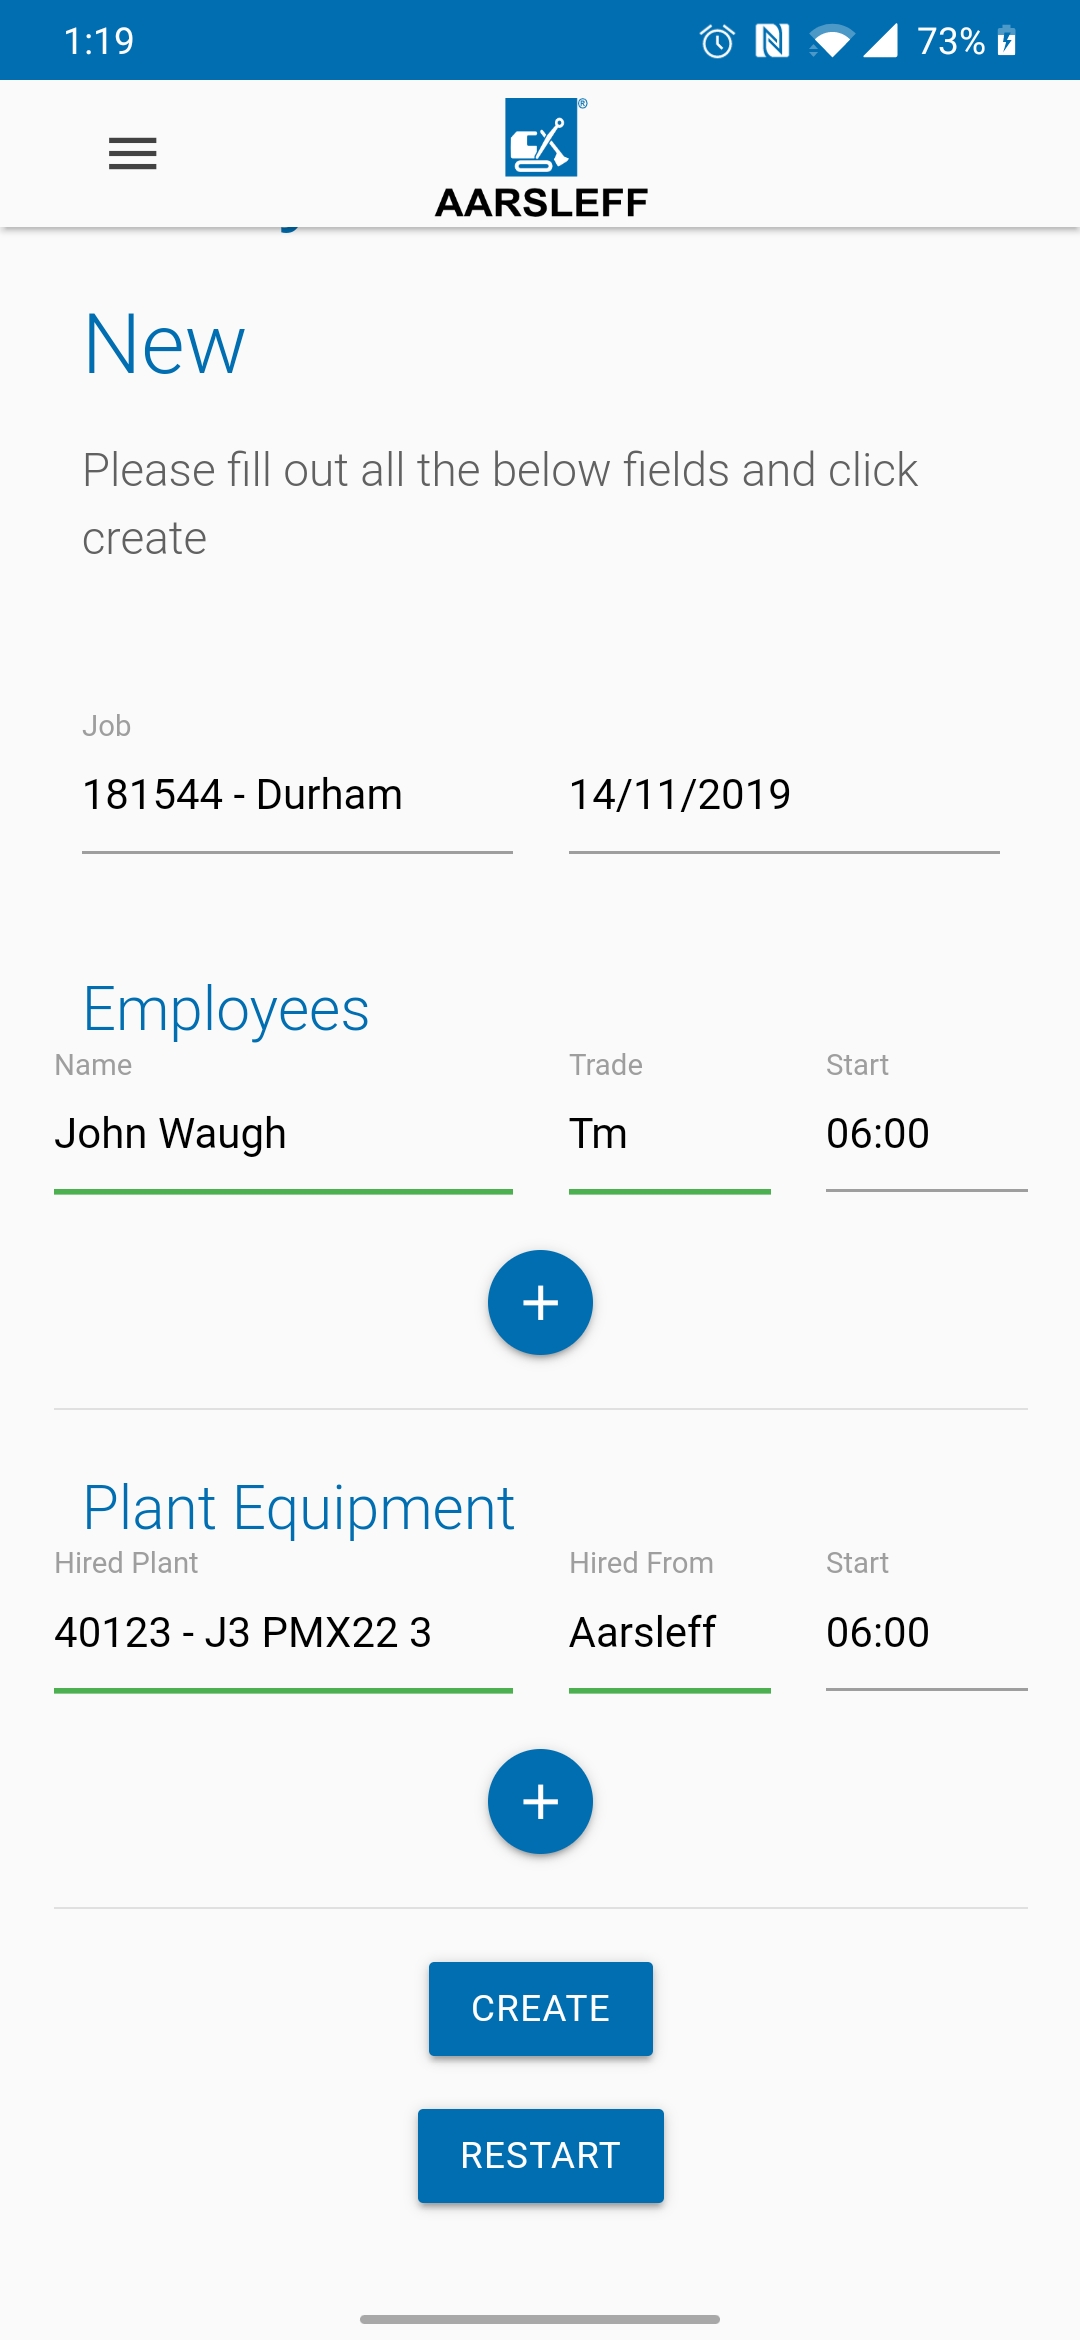 1:19
73%
®
AARSLEFF
New
Please fill out all the below fields and click
create
Job
181544 - Durham
14/11/2019
Employees
Name
Trade
Start
John Waugh
Tm
06:00
+
Plant Equipment
Hired Plant
Hired From
Start
40123 - J3 PMX22 3
Aarsleff
06:00
+
CREATE
RESTART